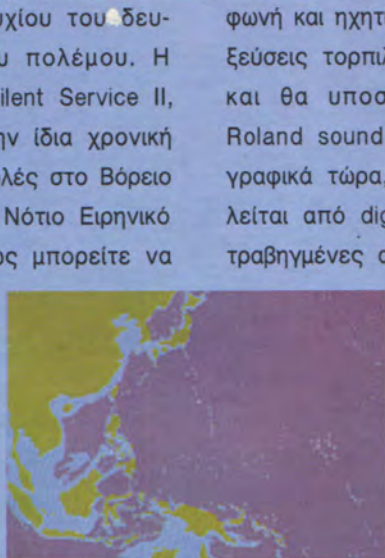 υχίου του δευ-
υ πολέμου. Η
ilent Service II,
ην ίδια χρονική
λές στο Βόρειο
Νότιο Ειρηνικό
ος μπορείτε να
φωνή και ηχητ
ξεύσεις τορπιλ
και θα υποσ
Roland sound
γραφικά τώρα,
λείται από dig
τραβηγμένες α